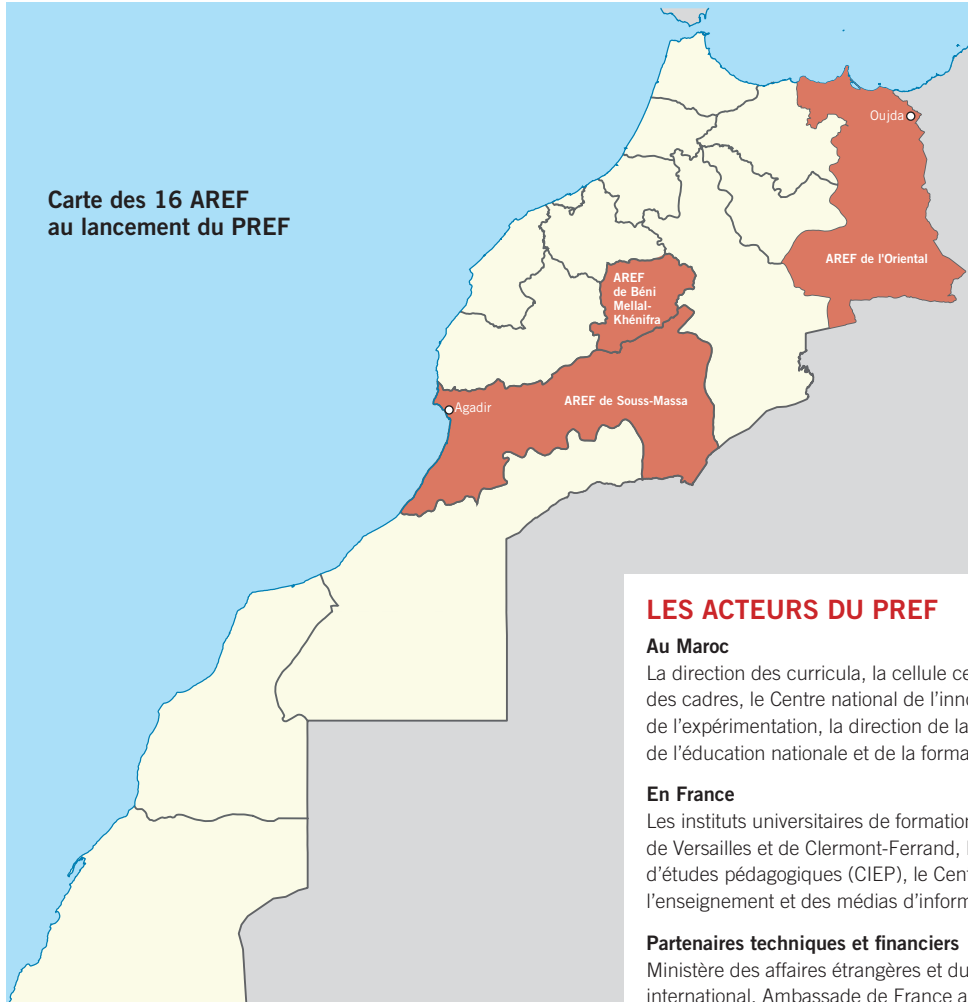 Carte des 16 AREF
au lancement du PREF
Oujda
AREF de l'Oriental
AREF
de Béni
Mellal-
Khénifra
AREF de Souss-Massa
Agadir
LES ACTEURS DU PREF
Au Maroc
La direction des curricula, la cellule ce
des cadres, le Centre national de l’inno
de l’expérimentation, la direction de la
de l’éducation nationale et de la forma
En France
Les instituts universitaires de formation
de Versailles et de Clermont-Ferrand, l
d’études pédagogiques (CIEP), le Cent
l’enseignement et des médias d’inform
Partenaires techniques et financiers
Ministère des affaires étrangères et du
international, Ambassade de France a